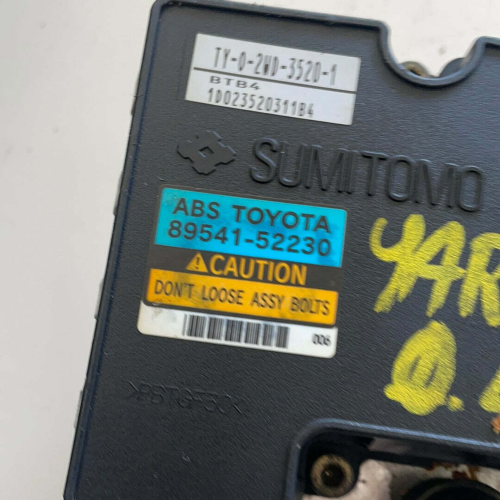 TY-0-2WD-3520-1
BTB4
1D023520311B4
SUMITOMO
ABS TOYOTA
89541-52230
CAUTION
DON'T LOOSE ASSY BOLTS
006
YAR
0.